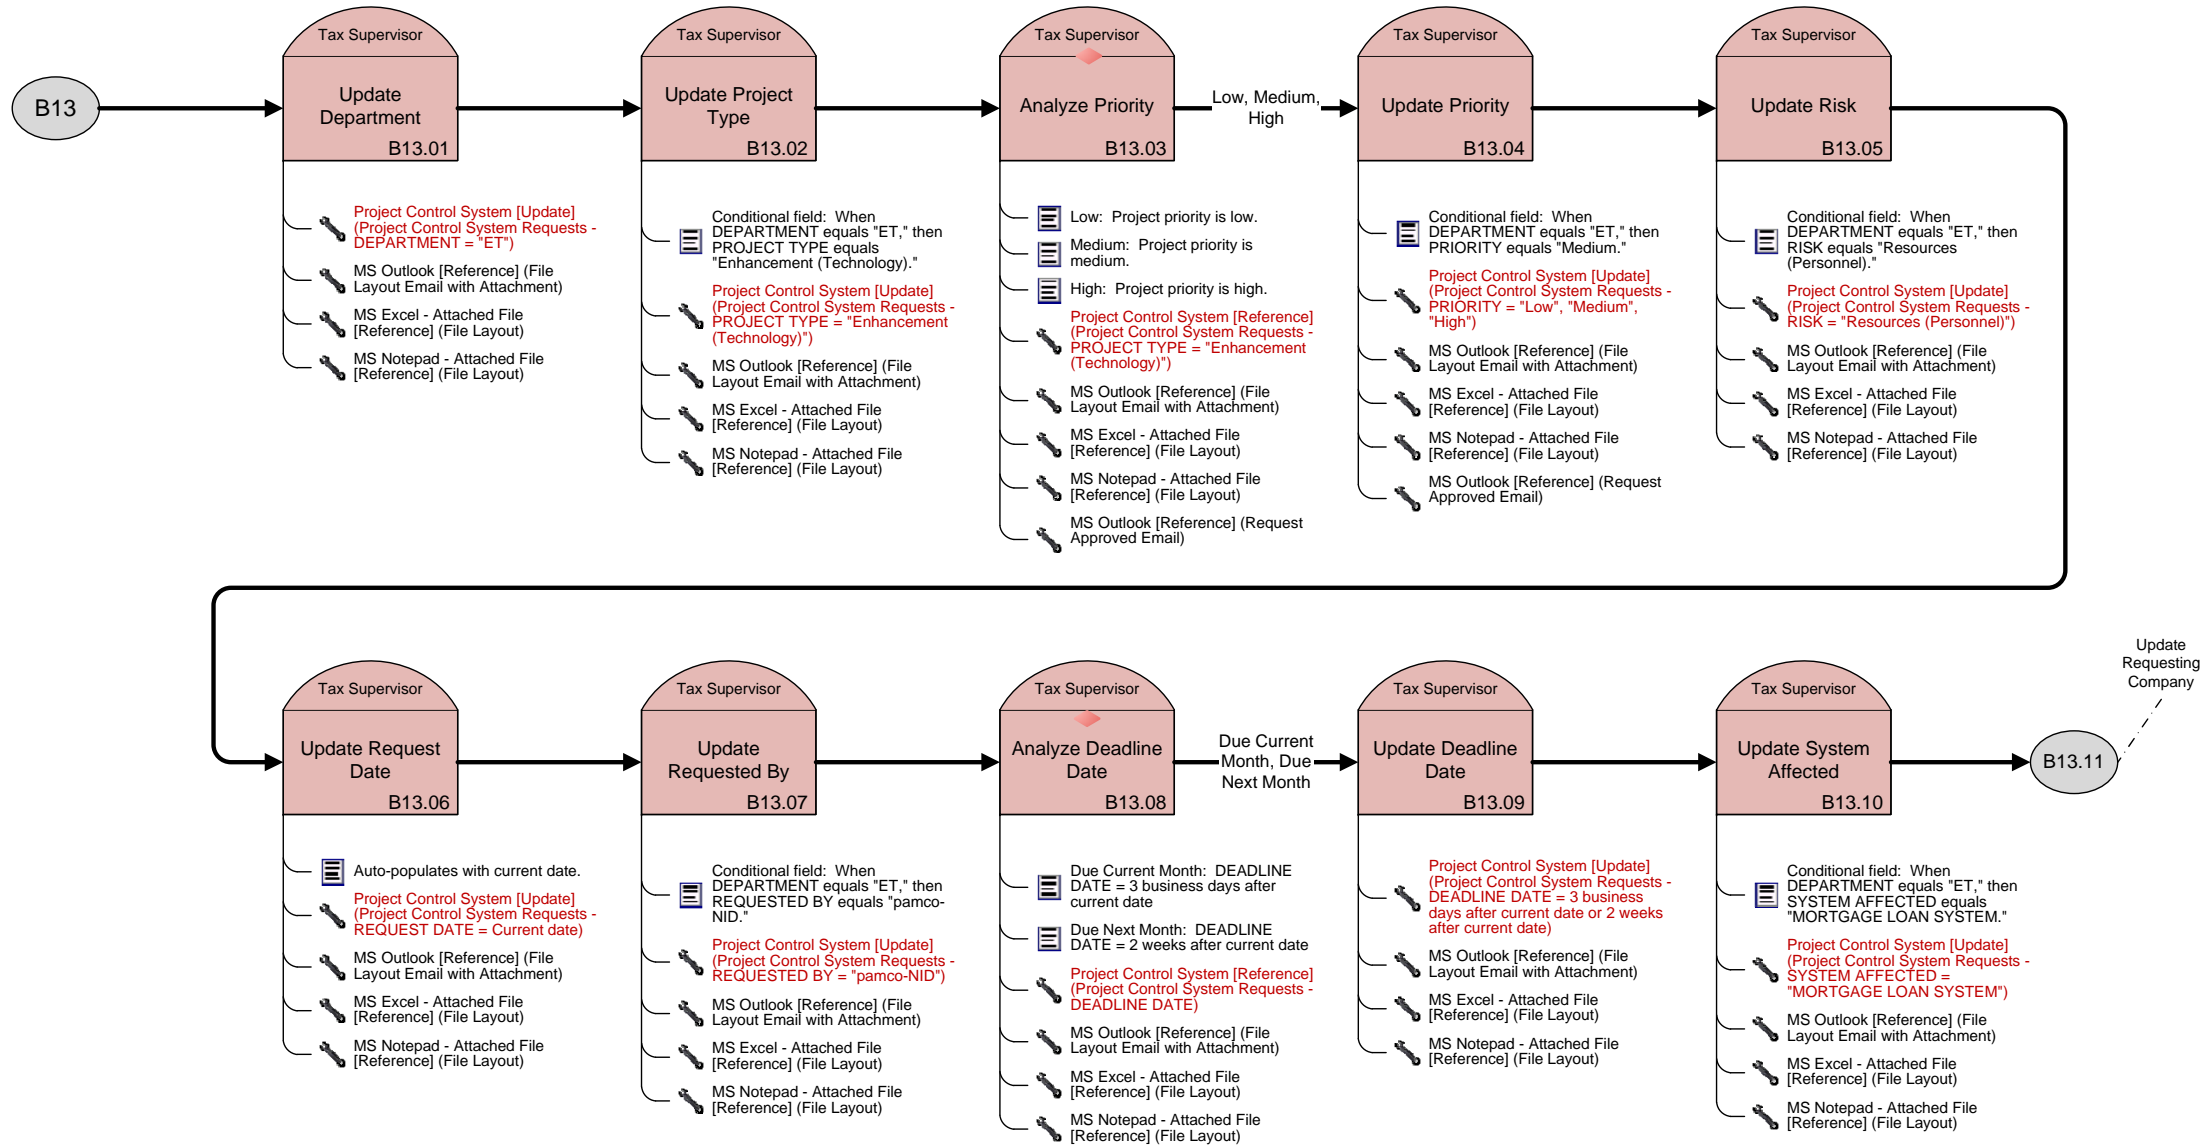 B13
Tax Supervisor
Update
Department
B13.01
Project Control System [Update]
(Project Control System Requests -
DEPARTMENT = "ET")
MS Outlook [Reference] (File
Layout Email with Attachment)
MS Excel - Attached File
[Reference] (File Layout)
MS Notepad - Attached File
[Reference] (File Layout)
Tax Supervisor
Update Project
Type
B13.02
Conditional field:  When
DEPARTMENT equals "ET," then
PROJECT TYPE equals
"Enhancement (Technology)."
Project Control System [Update]
(Project Control System Requests -
PROJECT TYPE = "Enhancement
(Technology)")
MS Outlook [Reference] (File
Layout Email with Attachment)
MS Excel - Attached File
[Reference] (File Layout)
MS Notepad - Attached File
[Reference] (File Layout)
Tax Supervisor
Analyze Priority
B13.03
Low:  Project priority is low.
Medium:  Project priority is
medium.
High:  Project priority is high.
Project Control System [Reference]
(Project Control System Requests -
PROJECT TYPE = "Enhancement
(Technology)")
MS Outlook [Reference] (File
Layout Email with Attachment)
MS Excel - Attached File
[Reference] (File Layout)
MS Notepad - Attached File
[Reference] (File Layout)
MS Outlook [Reference] (Request
Approved Email)
Low, Medium,
High
Tax Supervisor
Update Priority
B13.04
Conditional field:  When
DEPARTMENT equals "ET," then
PRIORITY equals "Medium."
Project Control System [Update]
(Project Control System Requests -
PRIORITY = "Low", "Medium",
"High")
MS Outlook [Reference] (File
Layout Email with Attachment)
MS Excel - Attached File
[Reference] (File Layout)
MS Notepad - Attached File
[Reference] (File Layout)
MS Outlook [Reference] (Request
Approved Email)
Tax Supervisor
Update Risk
B13.05
Conditional field:  When
DEPARTMENT equals "ET," then
RISK equals "Resources
(Personnel)."
Project Control System [Update]
(Project Control System Requests -
RISK = "Resources (Personnel)")
MS Outlook [Reference] (File
Layout Email with Attachment)
MS Excel - Attached File
[Reference] (File Layout)
MS Notepad - Attached File
[Reference] (File Layout)
Tax Supervisor
Update Request
Date
B13.06
Auto-populates with current date.
Project Control System [Update]
(Project Control System Requests -
REQUEST DATE = Current date)
MS Outlook [Reference] (File
Layout Email with Attachment)
MS Excel - Attached File
[Reference] (File Layout)
MS Notepad - Attached File
[Reference] (File Layout)
Tax Supervisor
Update
Requested By
B13.07
Conditional field:  When
DEPARTMENT equals "ET," then
REQUESTED BY equals "pamco-
NID."
Project Control System [Update]
(Project Control System Requests -
REQUESTED BY = "pamco-NID")
MS Outlook [Reference] (File
Layout Email with Attachment)
MS Excel - Attached File
[Reference] (File Layout)
MS Notepad - Attached File
[Reference] (File Layout)
Tax Supervisor
Analyze Deadline
Date
B13.08
Due Current Month:  DEADLINE
DATE = 3 business days after
current date
Due Next Month:  DEADLINE
DATE = 2 weeks after current date
Project Control System [Reference]
(Project Control System Requests -
DEADLINE DATE)
MS Outlook [Reference] (File
Layout Email with Attachment)
MS Excel - Attached File
[Reference] (File Layout)
MS Notepad - Attached File
[Reference] (File Layout)
Due Current
Month, Due
Next Month
Tax Supervisor
Update Deadline
Date
B13.09
Project Control System [Update]
(Project Control System Requests -
DEADLINE DATE = 3 business
days after current date or 2 weeks
after current date)
MS Outlook [Reference] (File
Layout Email with Attachment)
MS Excel - Attached File
[Reference] (File Layout)
MS Notepad - Attached File
[Reference] (File Layout)
Tax Supervisor
Update System
Affected
B13.10
Conditional field:  When
DEPARTMENT equals "ET," then
SYSTEM AFFECTED equals
"MORTGAGE LOAN SYSTEM."
Project Control System [Update]
(Project Control System Requests -
SYSTEM AFFECTED =
"MORTGAGE LOAN SYSTEM")
MS Outlook [Reference] (File
Layout Email with Attachment)
MS Excel - Attached File
[Reference] (File Layout)
MS Notepad - Attached File
[Reference] (File Layout)
Update
Requesting
Company
B13.11